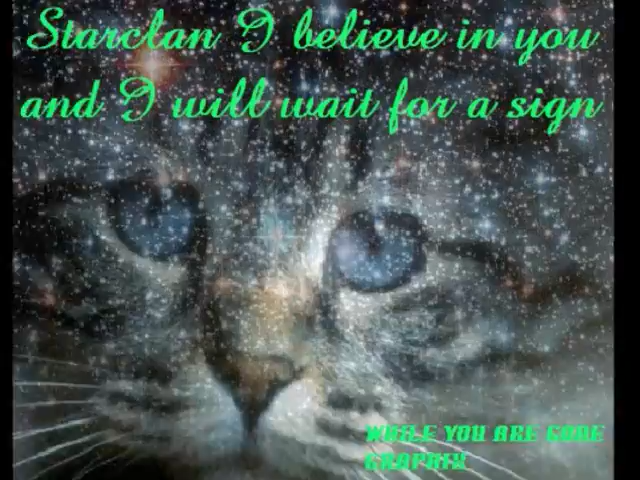 Starclan I believe in you
and I will wait for a sign
WHILE YOU ARE GONE
GRAPHIX